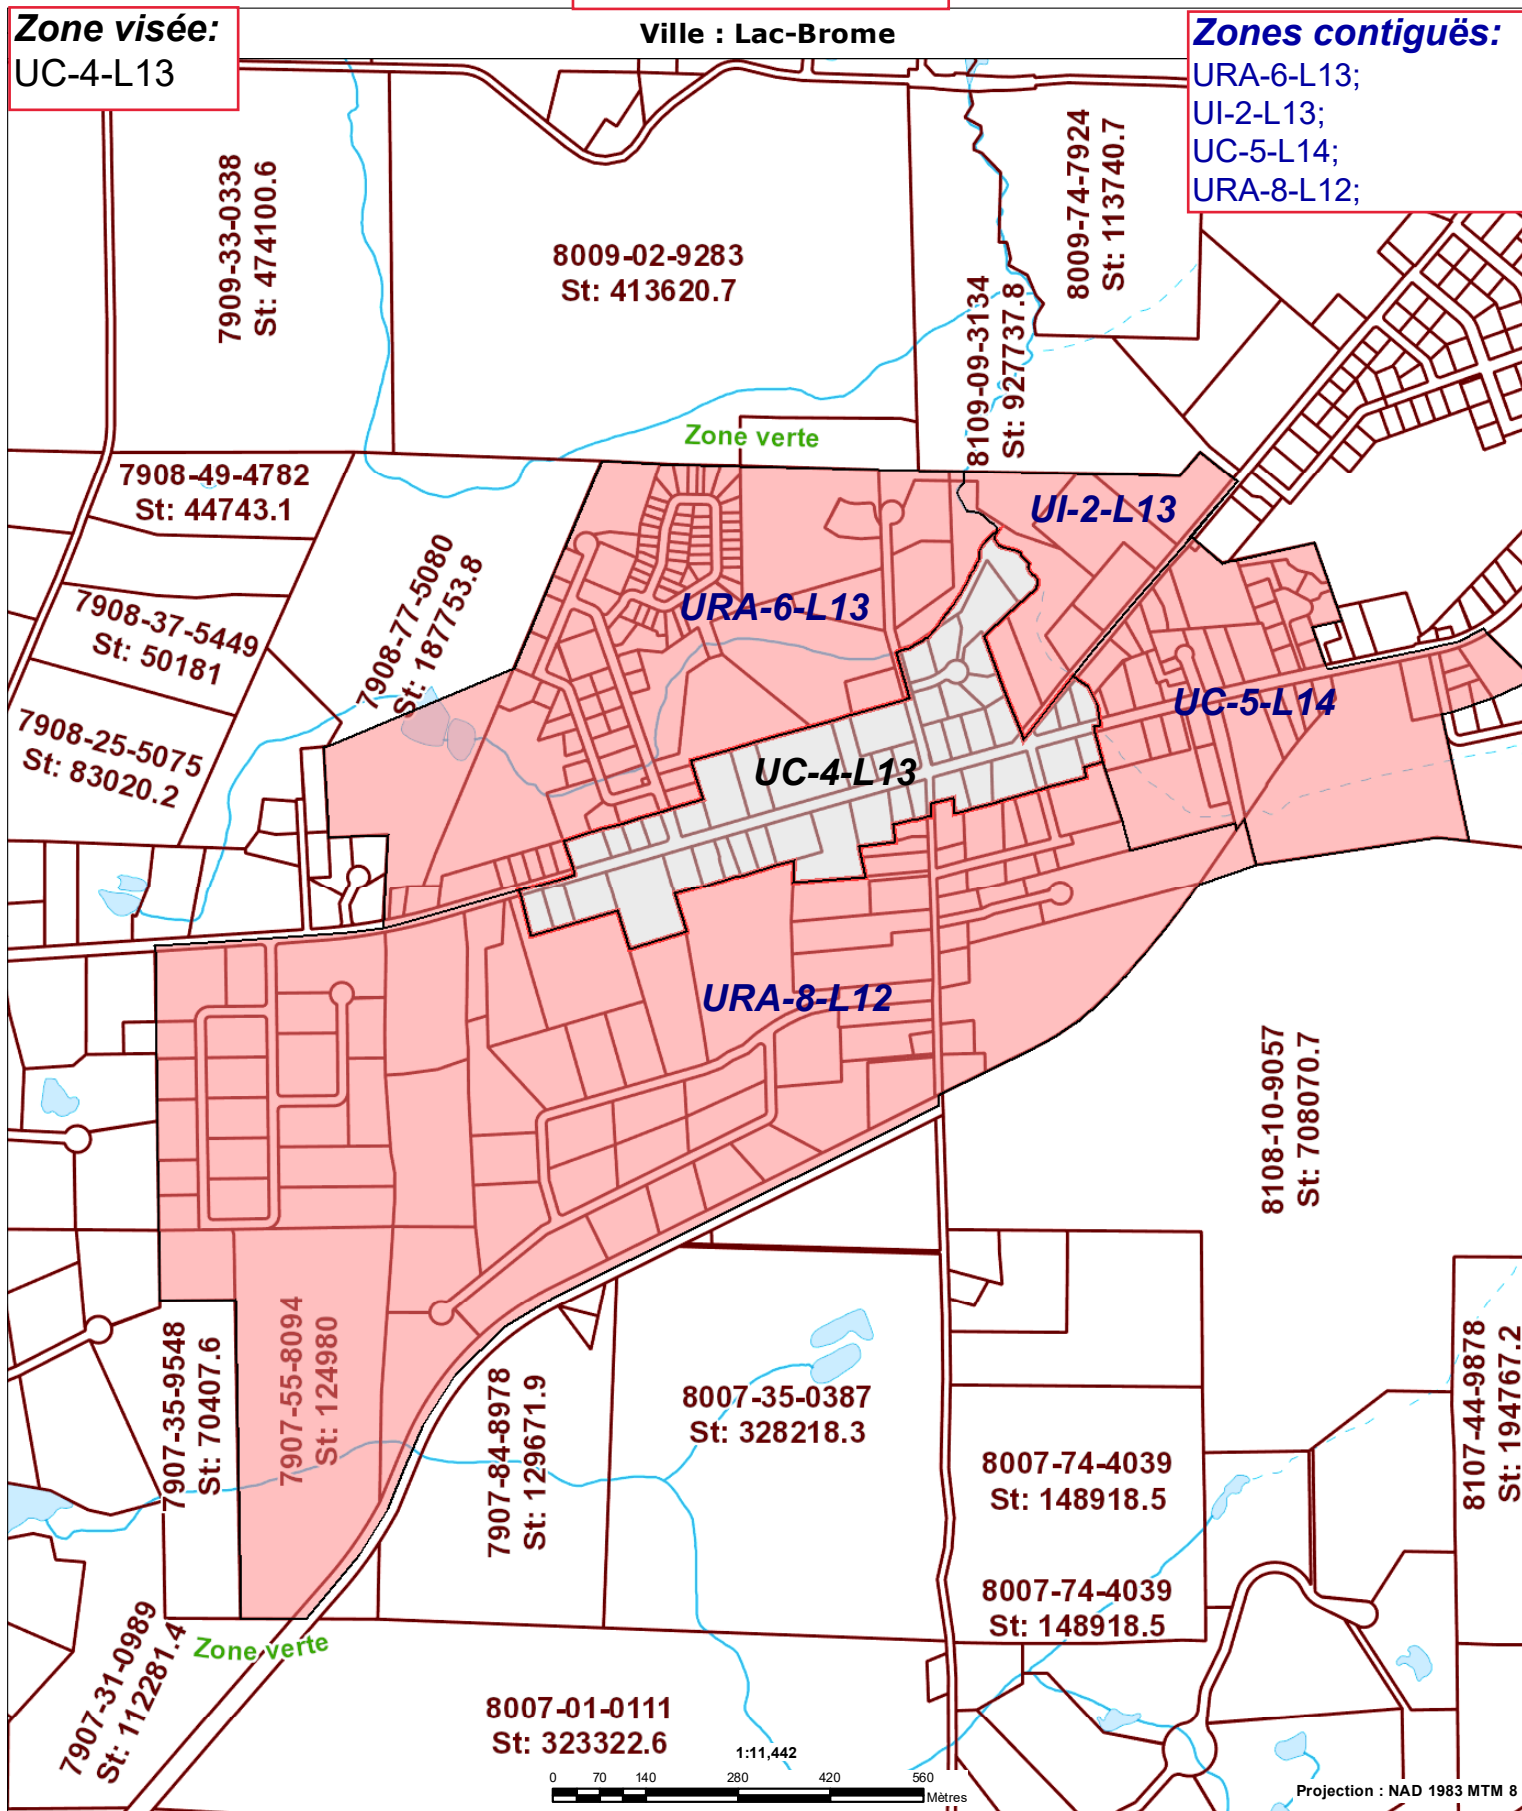 Zone visée:
UC-4-L13
Ville : Lac-Brome
Zones contiguës:
URA-6-L13;
UI-2-L13;
UC-5-L14;
URA-8-L12;
7909-33-0338
St: 474100.6
8009-02-9283
St: 413620.7
8009-74-7924
St: 113740.7
8109-09-3134
St: 927737.8
Zone verte
7908-49-4782
St: 44743.1
UI-2-L13
7908-77-5080
St: 187753.8
7908-37-5449
St: 50181
URA-6-L13
UC-5-L14
7908-25-5075
St: 83020.2
UC-4-L13
URA-8-L12
8108-10-9057
St: 708070.7
7907-35-9548
St: 70407.6
7907-55-8094
St: 124980
7907-84-8978
St: 129671.9
8007-35-0387
St: 328218.3
8007-74-4039
St: 148918.5
8107-44-9878
St: 194767.2
8007-74-4039
St: 148918.5
7907-31-0989
St: 112281.4
Zone verte
8007-01-0111
St: 323322.6
1:11,442
0 70 140 280 420 560
Mètres
Projection : NAD 1983 MTM 8